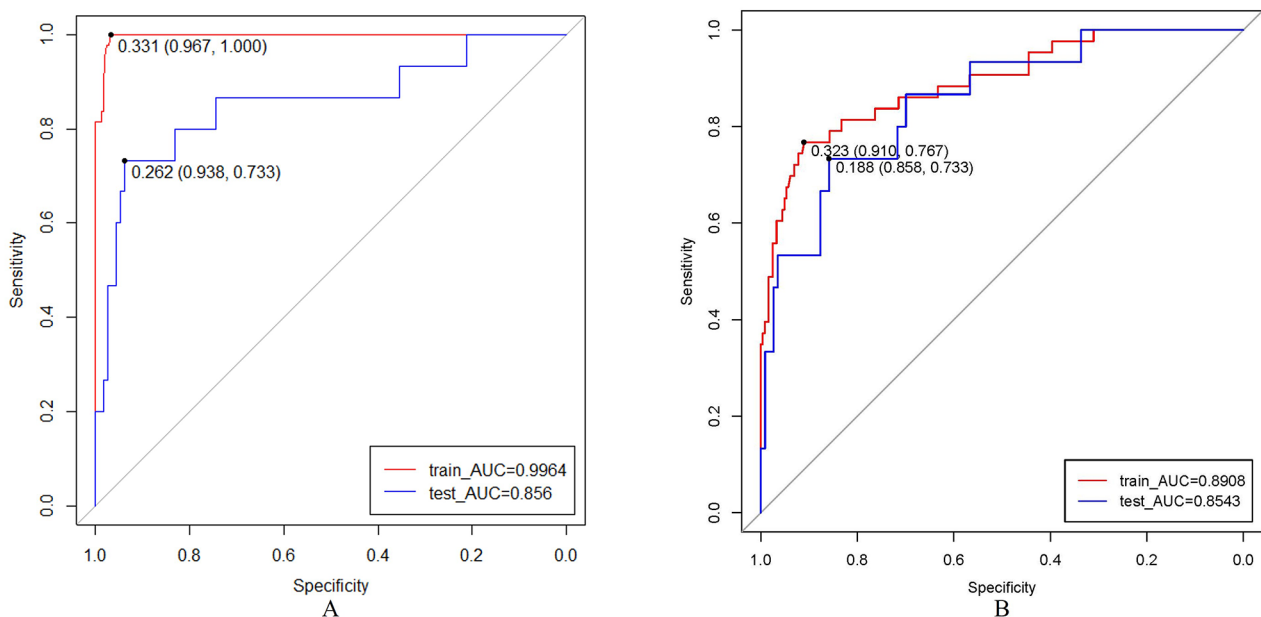 1.0
0.8
0.6
0.4
0.2
0.0
Sensitivity
0.331 (0.967, 1.000)
0.262 (0.938, 0.733)
train_AUC=0.9964
test_AUC=0.856
1.0 0.8 0.6 0.4 0.2 0.0
Specificity
A
1.0
0.8
0.6
0.4
0.2
0.0
Sensitivity
0.323 (0.910, 0.767)
0.188 (0.858, 0.733)
train_AUC=0.8908
test_AUC=0.8543
1.0 0.8 0.6 0.4 0.2 0.0
Specificity
B